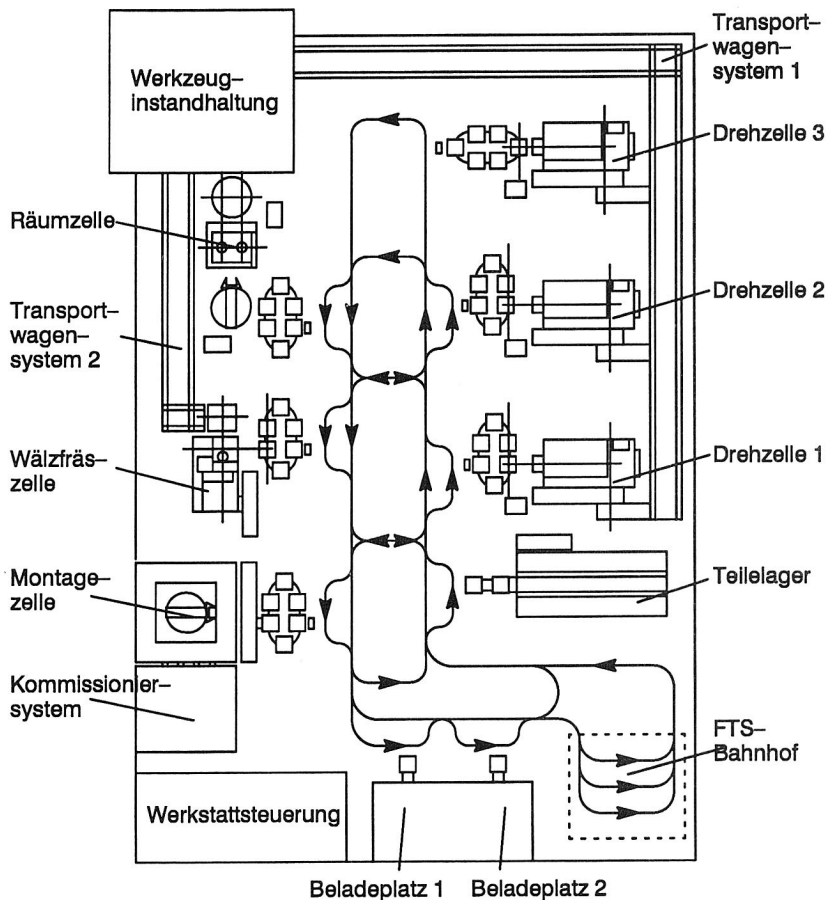 Transport–
wagen–
system 1
Werkzeug–
instandhaltung
Drehzelle 3
Räumzelle
Drehzelle 2
Transport–
wagen–
system 2
Drehzelle 1
Wälzfräs–
zelle
Montage–
zelle
Teilelager
Kommissionier–
system
FTS–
Bahnhof
Werkstattsteuerung
Beladeplatz 1
Beladeplatz 2